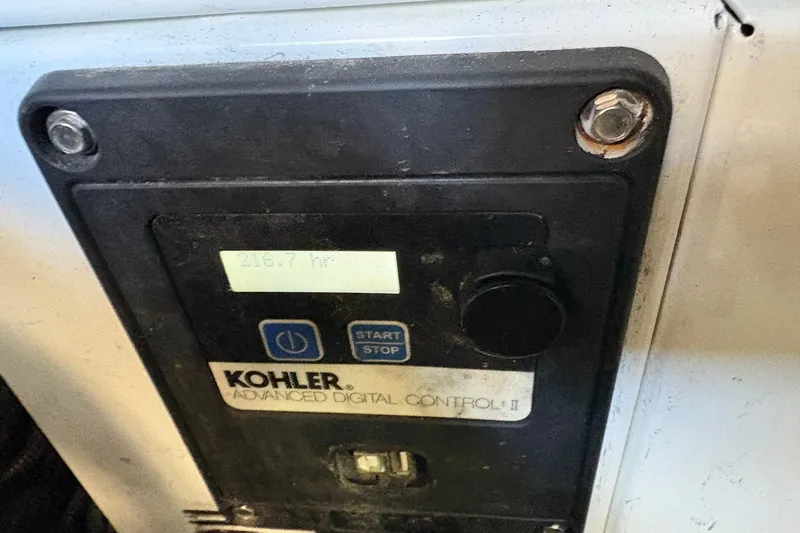 216.7 hr
START
STOP
KOHLER®
ADVANCED DIGITAL CONTROL II